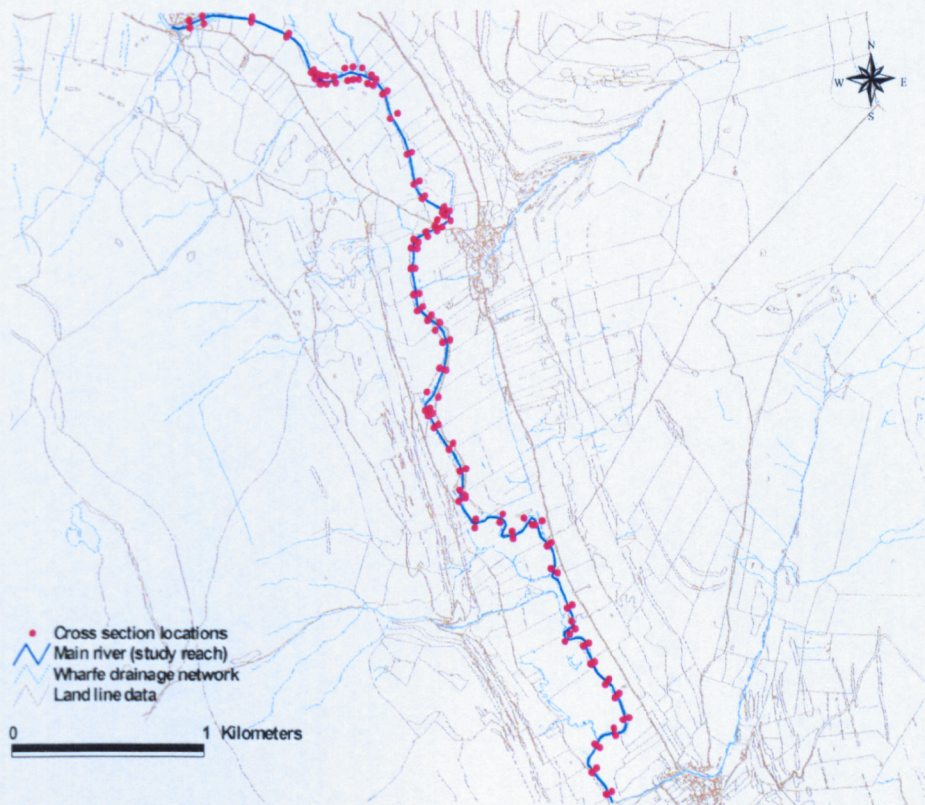 N
W E
S
Cross section locations
Main river (study reach)
Wharfe drainage network
Land line data
0 1 Kilometers